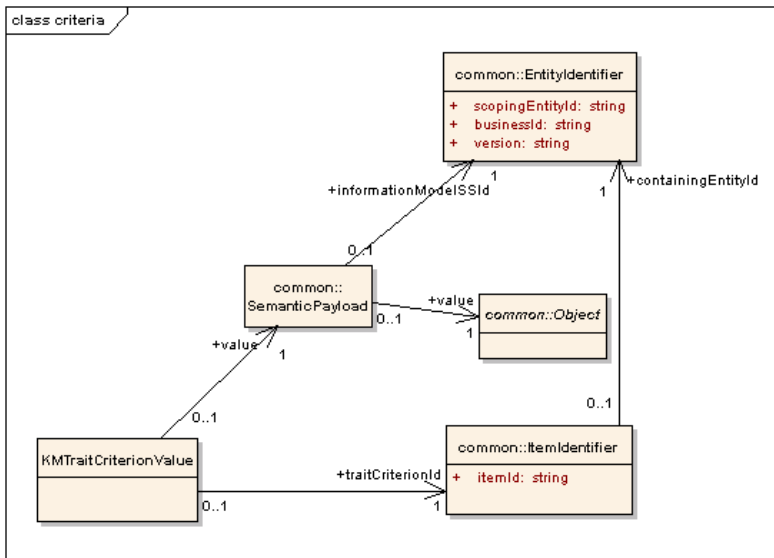 class criteria
common::EntityIdentifier
+ scopingEntityId: string
+ businessId: string
+ version: string
1
1
+informationModelSSId
+containingEntityId
0..1
common::
SemanticPayload
+value
0..1
1
common::Object
+value
1
0..1
0..1
KMTraitCriterionValue
common::ItemIdentifier
+ itemId: string
+traitCriterionId
0..1
1